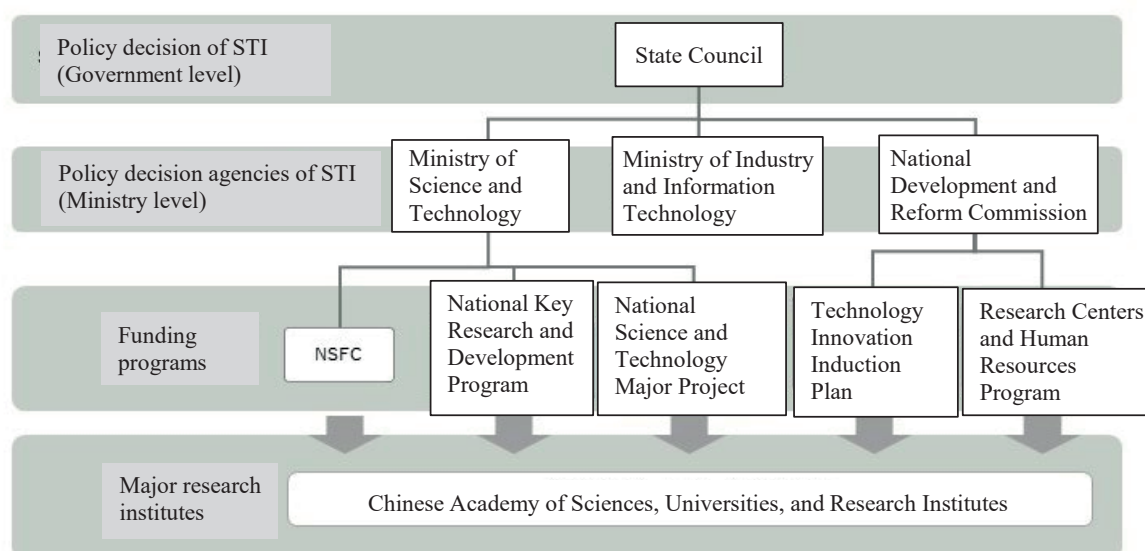 Policy decision of STI
(Government level)
State Council
Policy decision agencies of STI
(Ministry level)
Ministry of
Science and
Technology
Ministry of Industry
and Information
Technology
National
Development and
Reform Commission
Funding
programs
NSFC
National Key
Research and
Development
Program
National
Science and
Technology
Major Project
Technology
Innovation
Induction
Plan
Research Centers
and Human
Resources
Program
Major research
institutes
Chinese Academy of Sciences, Universities, and Research Institutes